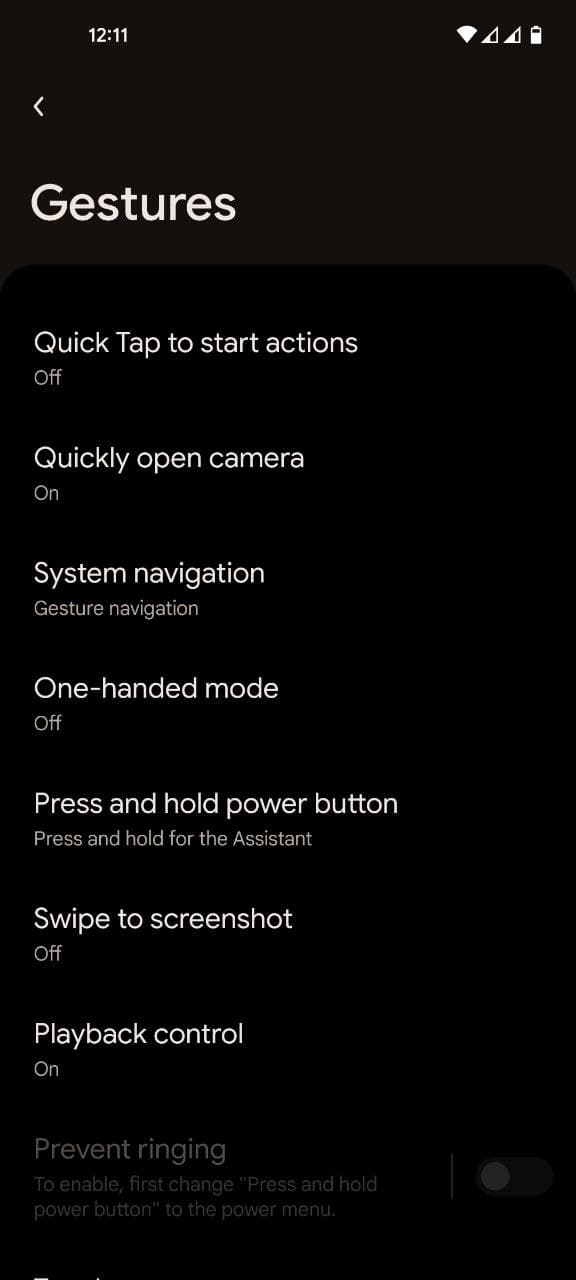 12:11
Gestures
Quick Tap to start actions
Off
Quickly open camera
On
System navigation
Gesture navigation
One-handed mode
Off
Press and hold power button
Press and hold for the Assistant
Swipe to screenshot
Off
Playback control
On
Prevent ringing
To enable, first change "Press and hold
power button" to the power menu.